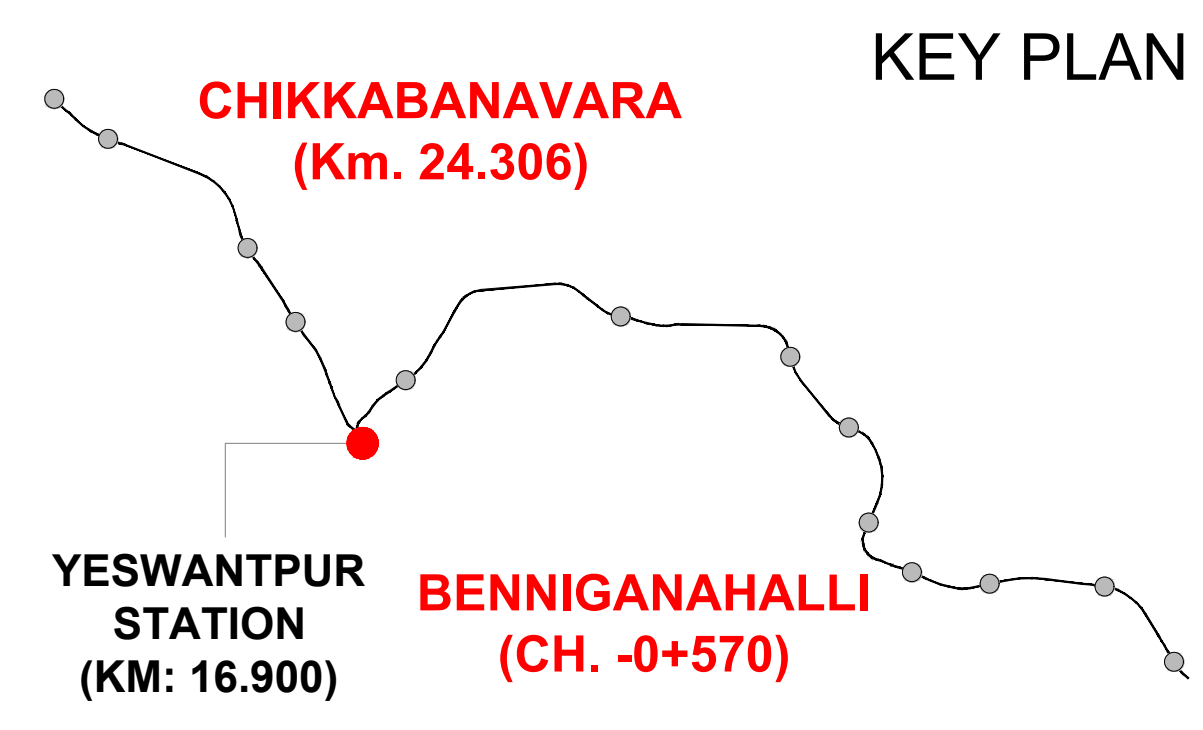 KEY PLAN
CHIKKABANAVARA
(Km. 24.306)
YESWANTPUR
STATION
(KM: 16.900)
BENNIGANAHALLI
(CH. -0+570)